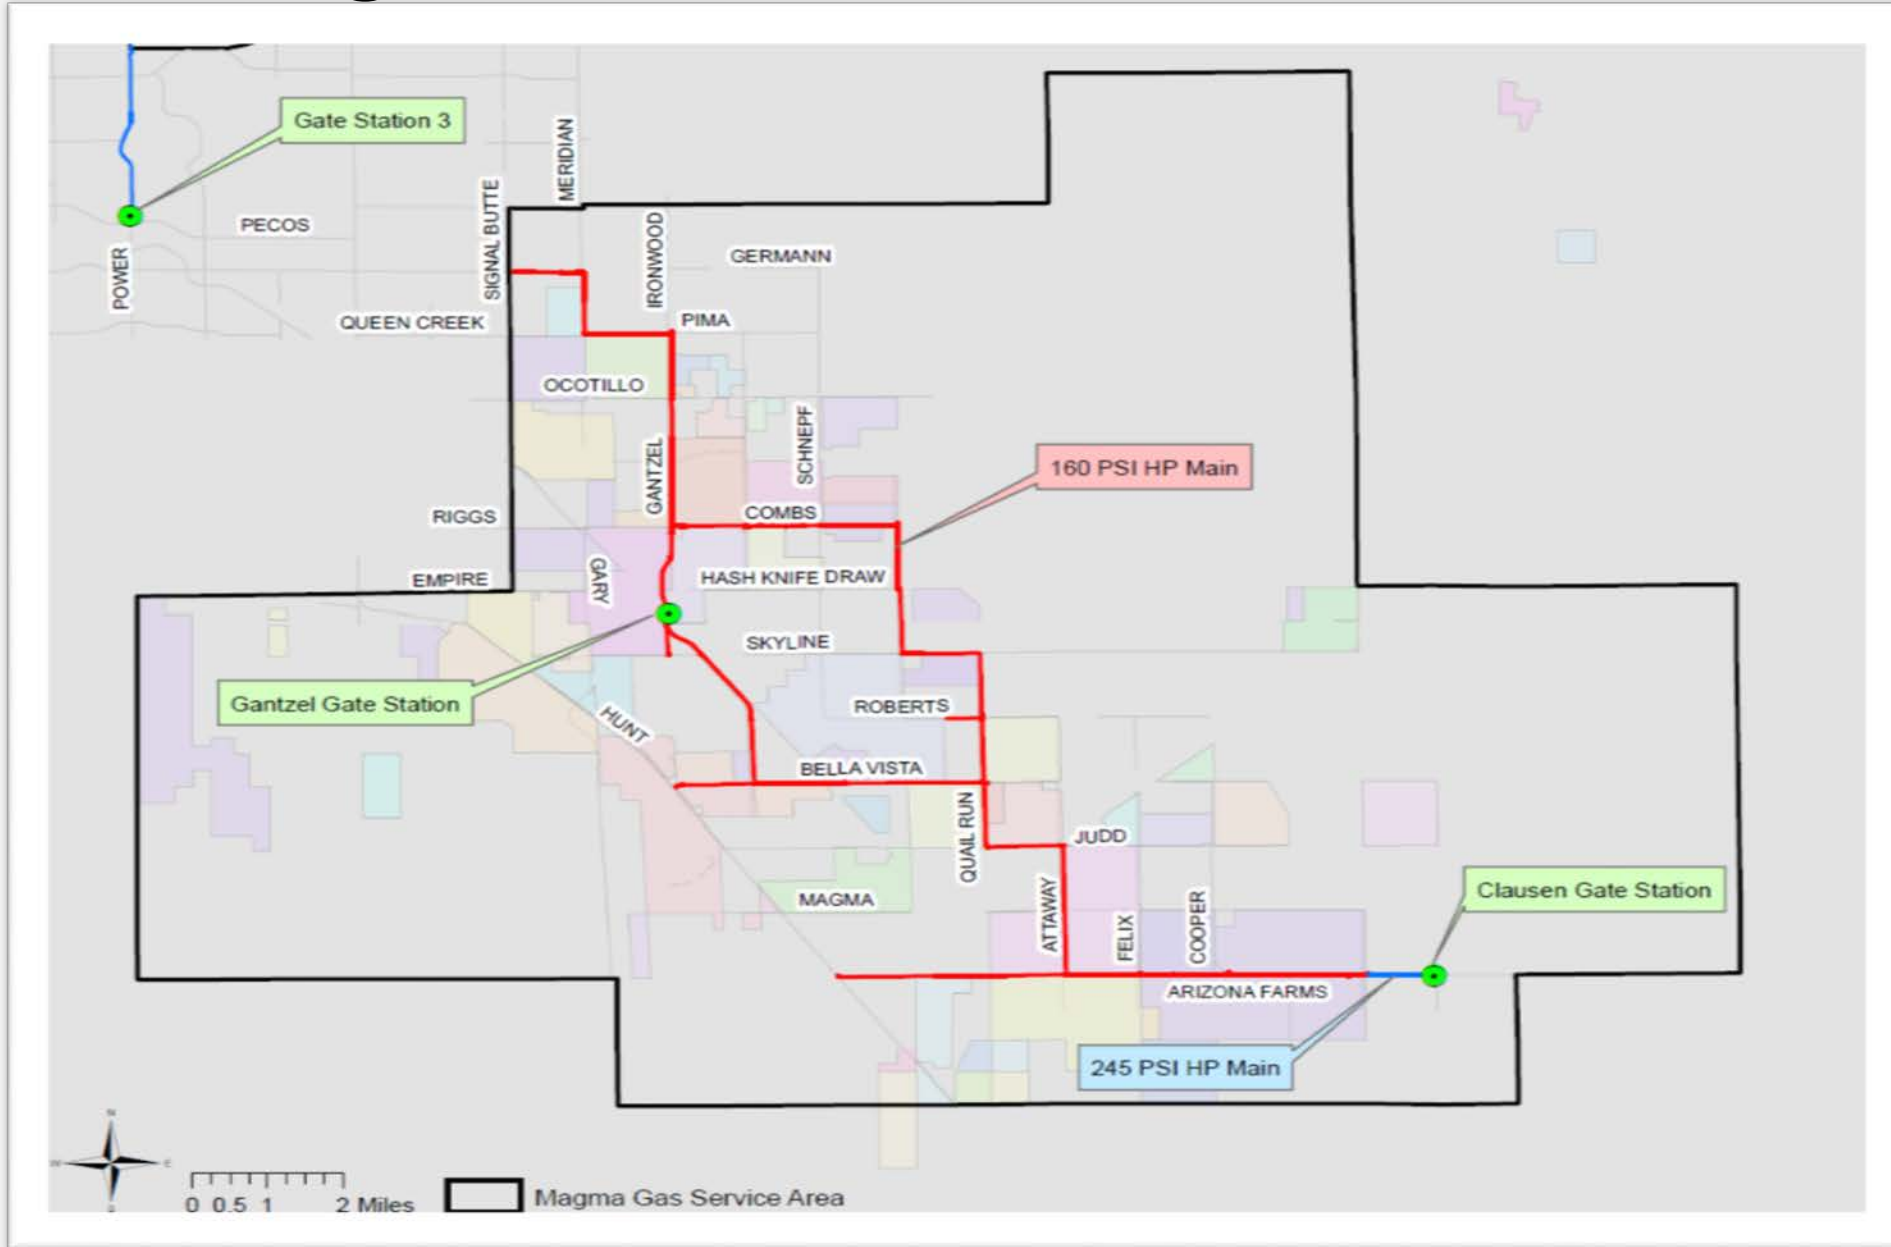 Gate Station 3
MERIDIAN
SIGNAL BUTTE
PECOS
IRONWOOD
GERMANN
POWER
QUEEN CREEK
PIMA
OCOTILLO
SCHNEPF
GANTZEL
160 PSI HP Main
RIGGS
COMBS
EMPIRE
GARY
HASH KNIFE DRAW
SKYLINE
Gantzel Gate Station
ROBERTS
HUNT
BELLA VISTA
QUAIL RUN
JUDD
MAGMA
ATTAWAY
FELIX
COOPER
Clausen Gate Station
ARIZONA FARMS
245 PSI HP Main
N
W
E
0 0.5 1 2 Miles
Magma Gas Service Area